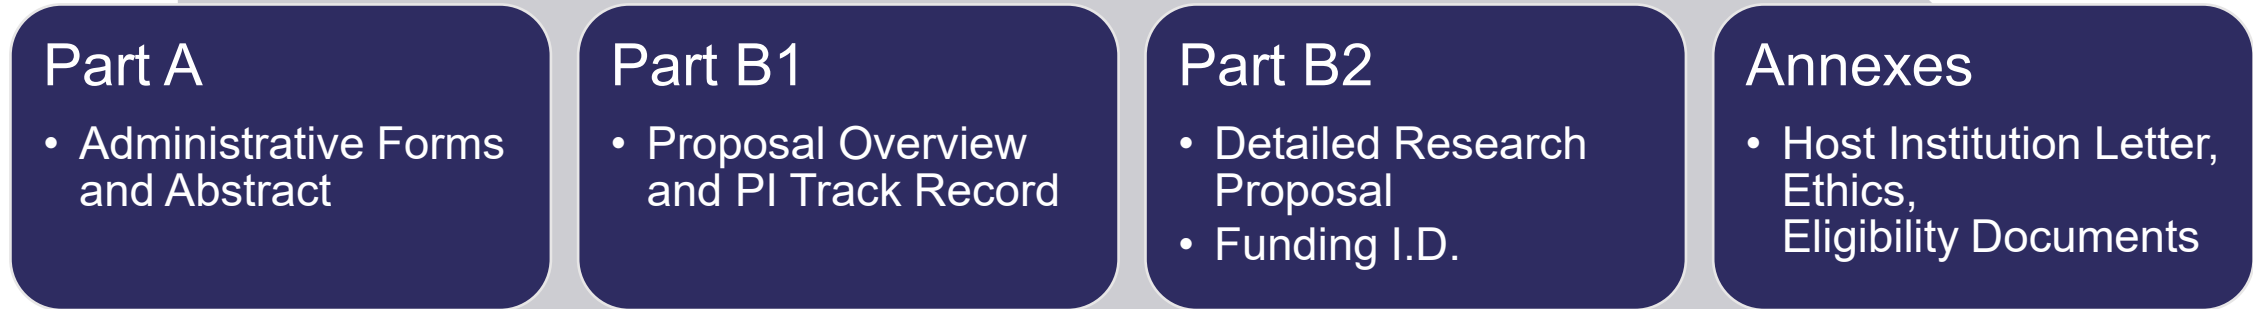 Part A
• Administrative Forms
and Abstract
Part B1
• Proposal Overview
and PI Track Record
Part B2
• Detailed Research
Proposal
• Funding I.D.
Annexes
• Host Institution Letter,
Ethics,
Eligibility Documents